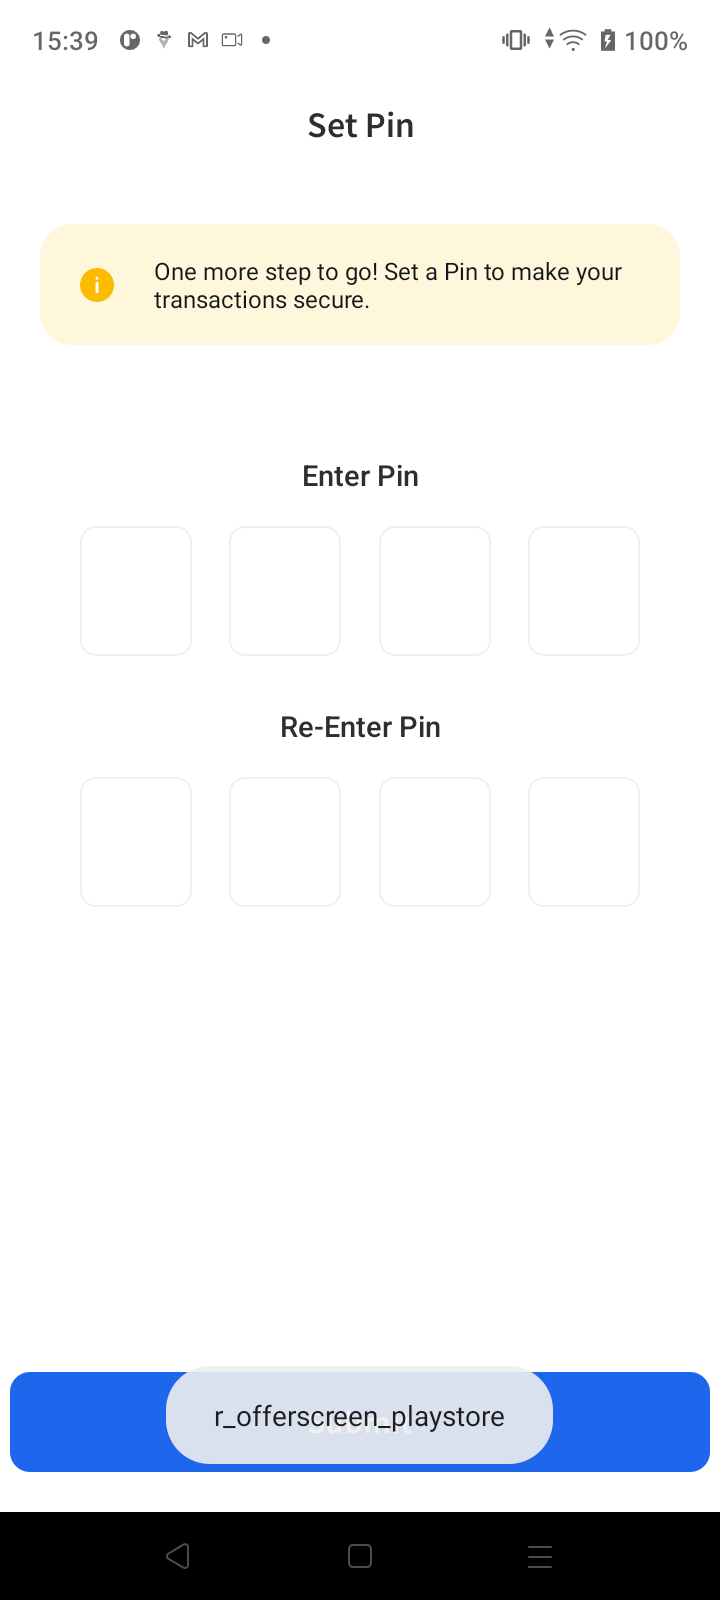 15:39
100%
Set Pin
One more step to go! Set a Pin to make your
transactions secure.
Enter Pin
Re-Enter Pin
r_offerscreen_playstore